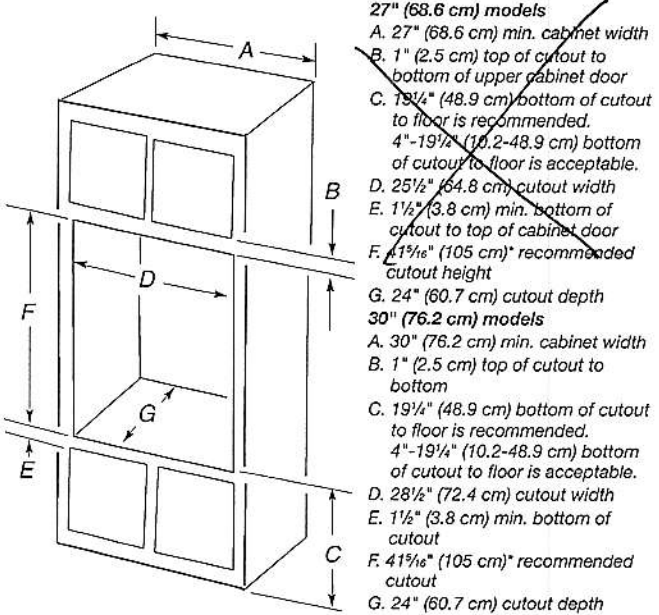 A
B
D
F
G
E
C
27" (68.6 cm) models
A. 27" (68.6 cm) min. cabinet width
B. 1" (2.5 cm) top of cutout to
bottom of upper cabinet door
C. 19¼" (48.9 cm) bottom of cutout
to floor is recommended.
4"-19¼" (10.2-48.9 cm) bottom
of cutout to floor is acceptable.
D. 25½" (64.8 cm) cutout width
E. 1½" (3.8 cm) min. bottom of
cutout to top of cabinet door
F. 41⁵⁄₁₆" (105 cm)* recommended
cutout height
G. 24" (60.7 cm) cutout depth
30" (76.2 cm) models
A. 30" (76.2 cm) min. cabinet width
B. 1" (2.5 cm) top of cutout to
bottom
C. 19¼" (48.9 cm) bottom of cutout
to floor is recommended.
4"-19¼" (10.2-48.9 cm) bottom
of cutout to floor is acceptable.
D. 28½" (72.4 cm) cutout width
E. 1½" (3.8 cm) min. bottom of
cutout
F. 41⁵⁄₁₆" (105 cm)* recommended
cutout
G. 24" (60.7 cm) cutout depth